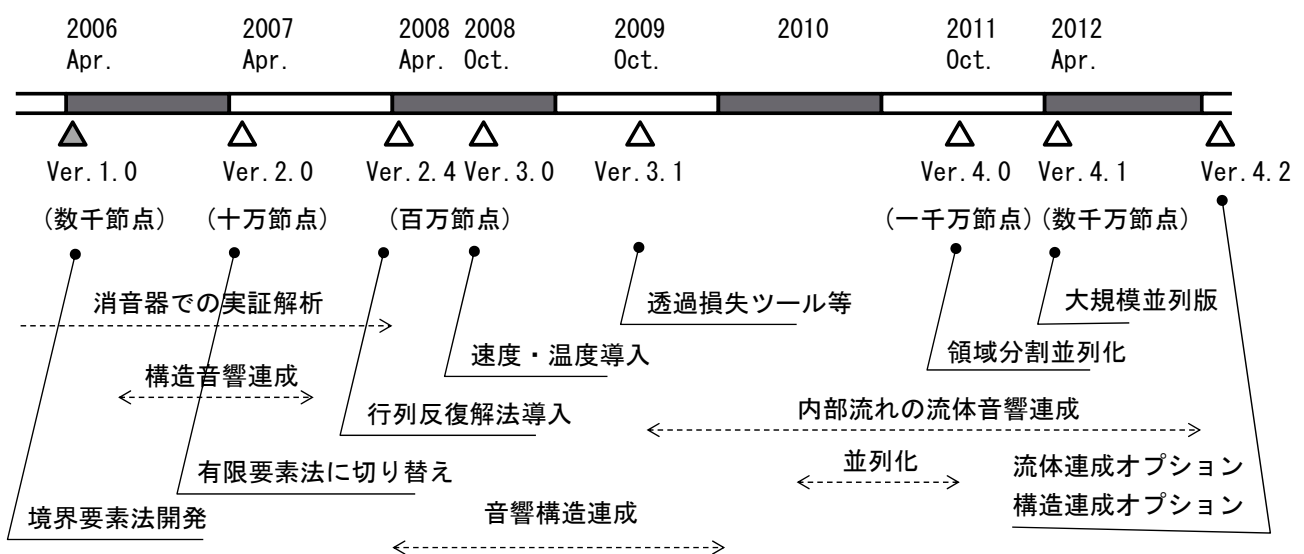 2006 2007 2008 2008 2009 2010 2011 2012
Apr. Apr. Apr. Oct. Oct. Oct. Apr.
Ver.1.0 Ver.2.0 Ver.2.4 Ver.3.0 Ver.3.1 Ver.4.0 Ver.4.1 Ver.4.2
(数千節点) (十万節点) (百万節点) (一千万節点) (数千万節点)
消音器での実証解析
透過損失ツール等
大規模並列版
速度・温度導入
領域分割並列化
構造音響連成
行列反復解法導入
内部流れの流体音響連成
有限要素法に切り替え
並列化
流体連成オプション
構造連成オプション
境界要素法開発
音響構造連成